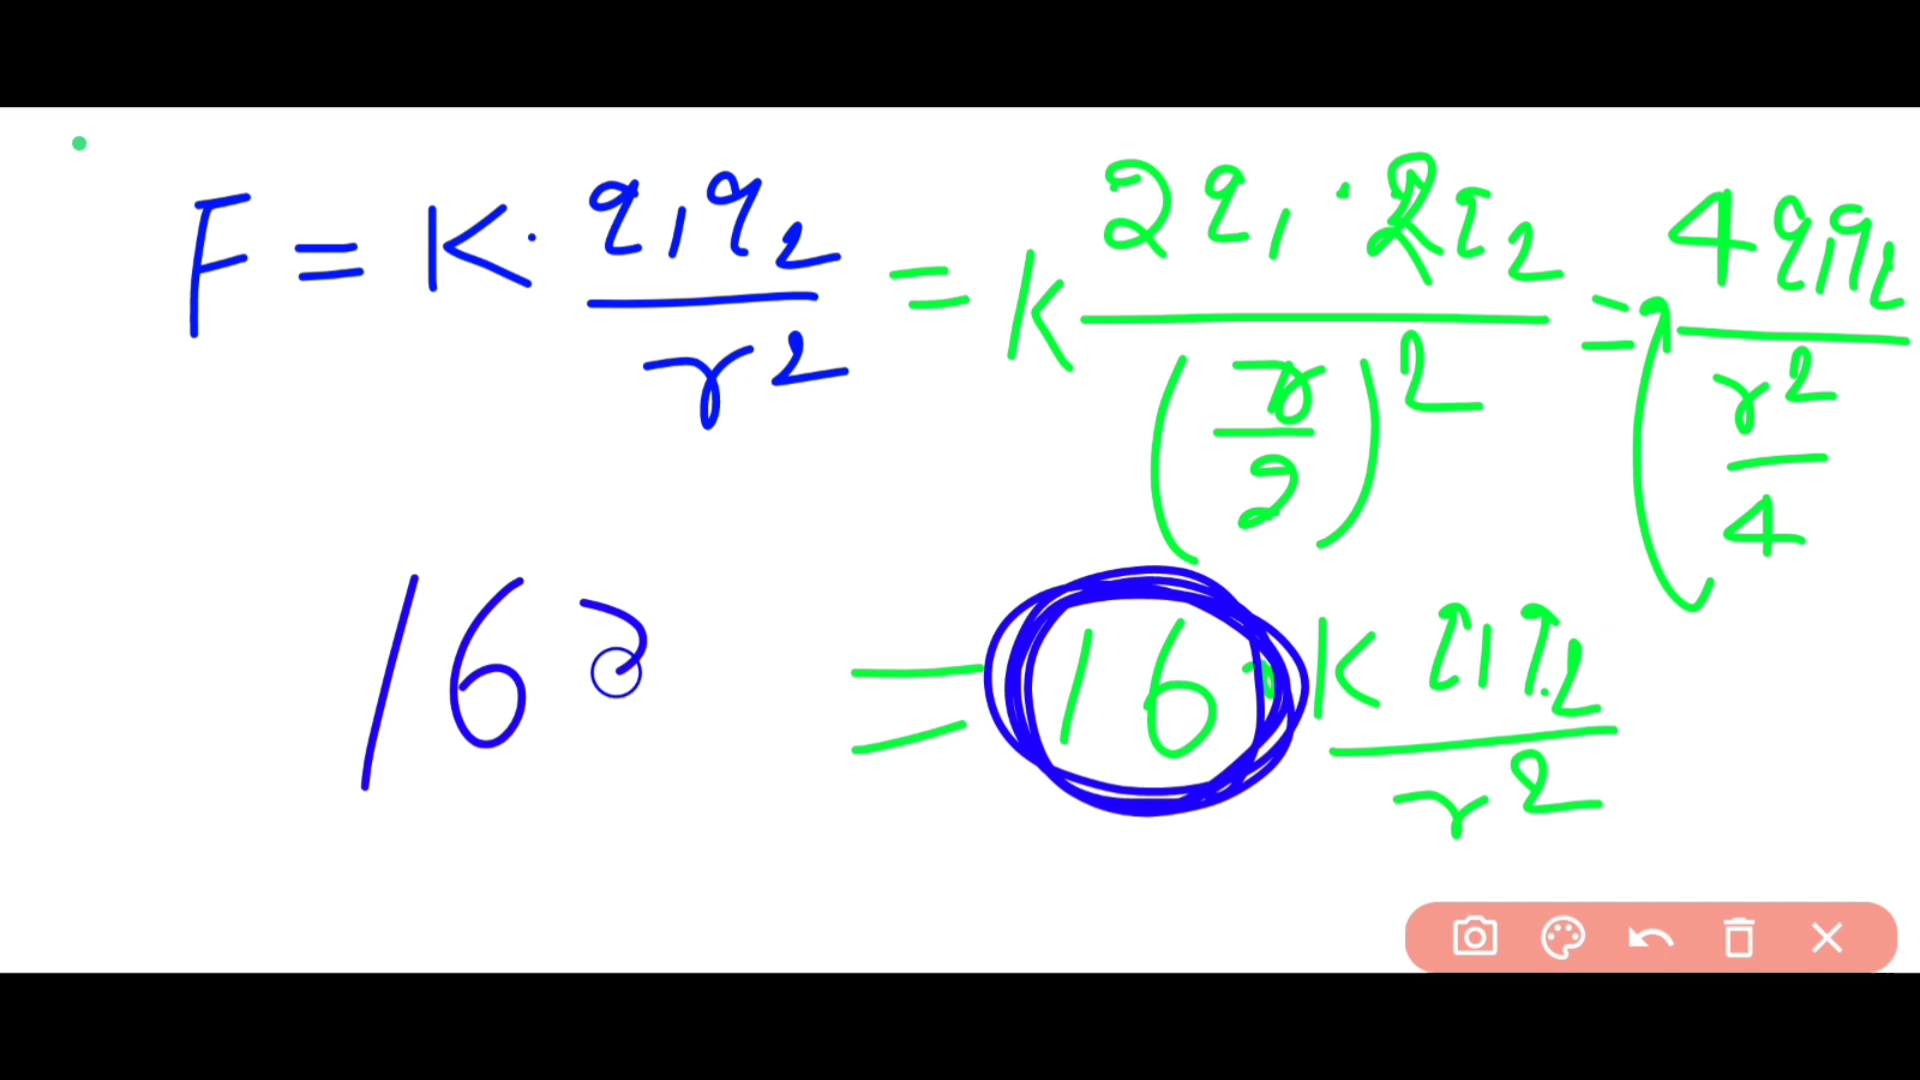 F = K · q₁q₂ / r² = K 2q₁ · 2q₂ / (r/2)² = 4q₁q₂ / r²/4
16 = 16 K q₁q₂ / r²